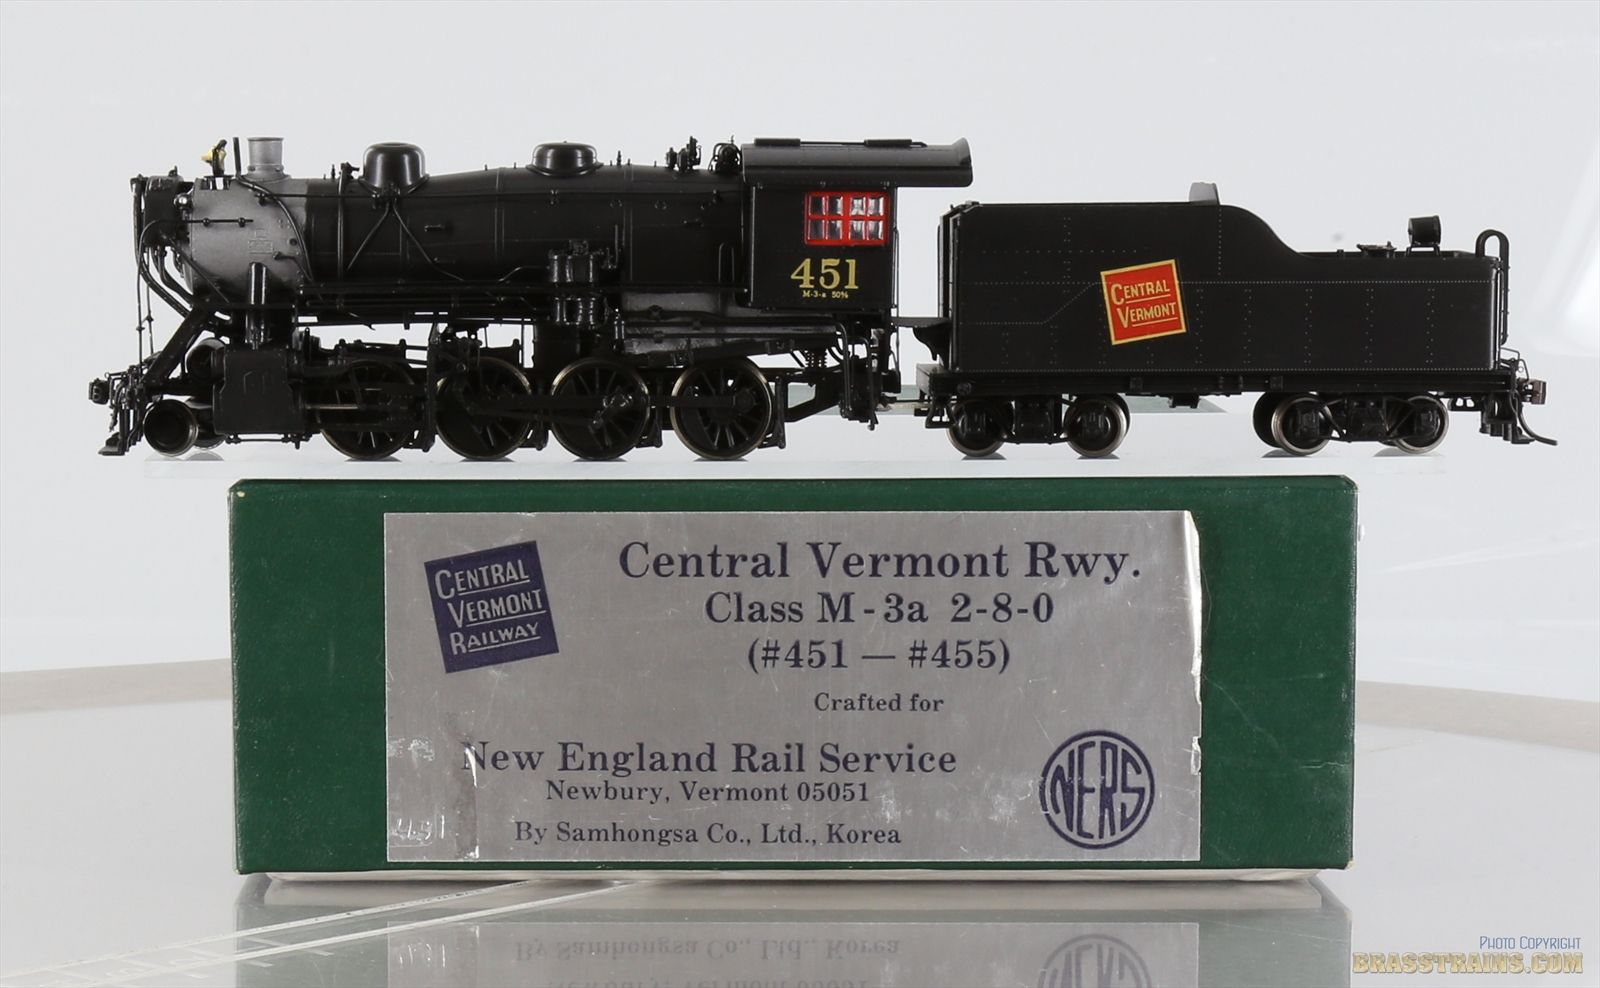 451
M-3-a 50%
CENTRAL
VERMONT
CENTRAL
VERMONT
RAILWAY
Central Vermont Rwy.
Class M-3a 2-8-0
(#451 — #455)
Crafted for
New England Rail Service
Newbury, Vermont 05051
By Samhongsa Co., Ltd., Korea
NERS
451
PHOTO COPYRIGHT
BRASSTRAINS.COM